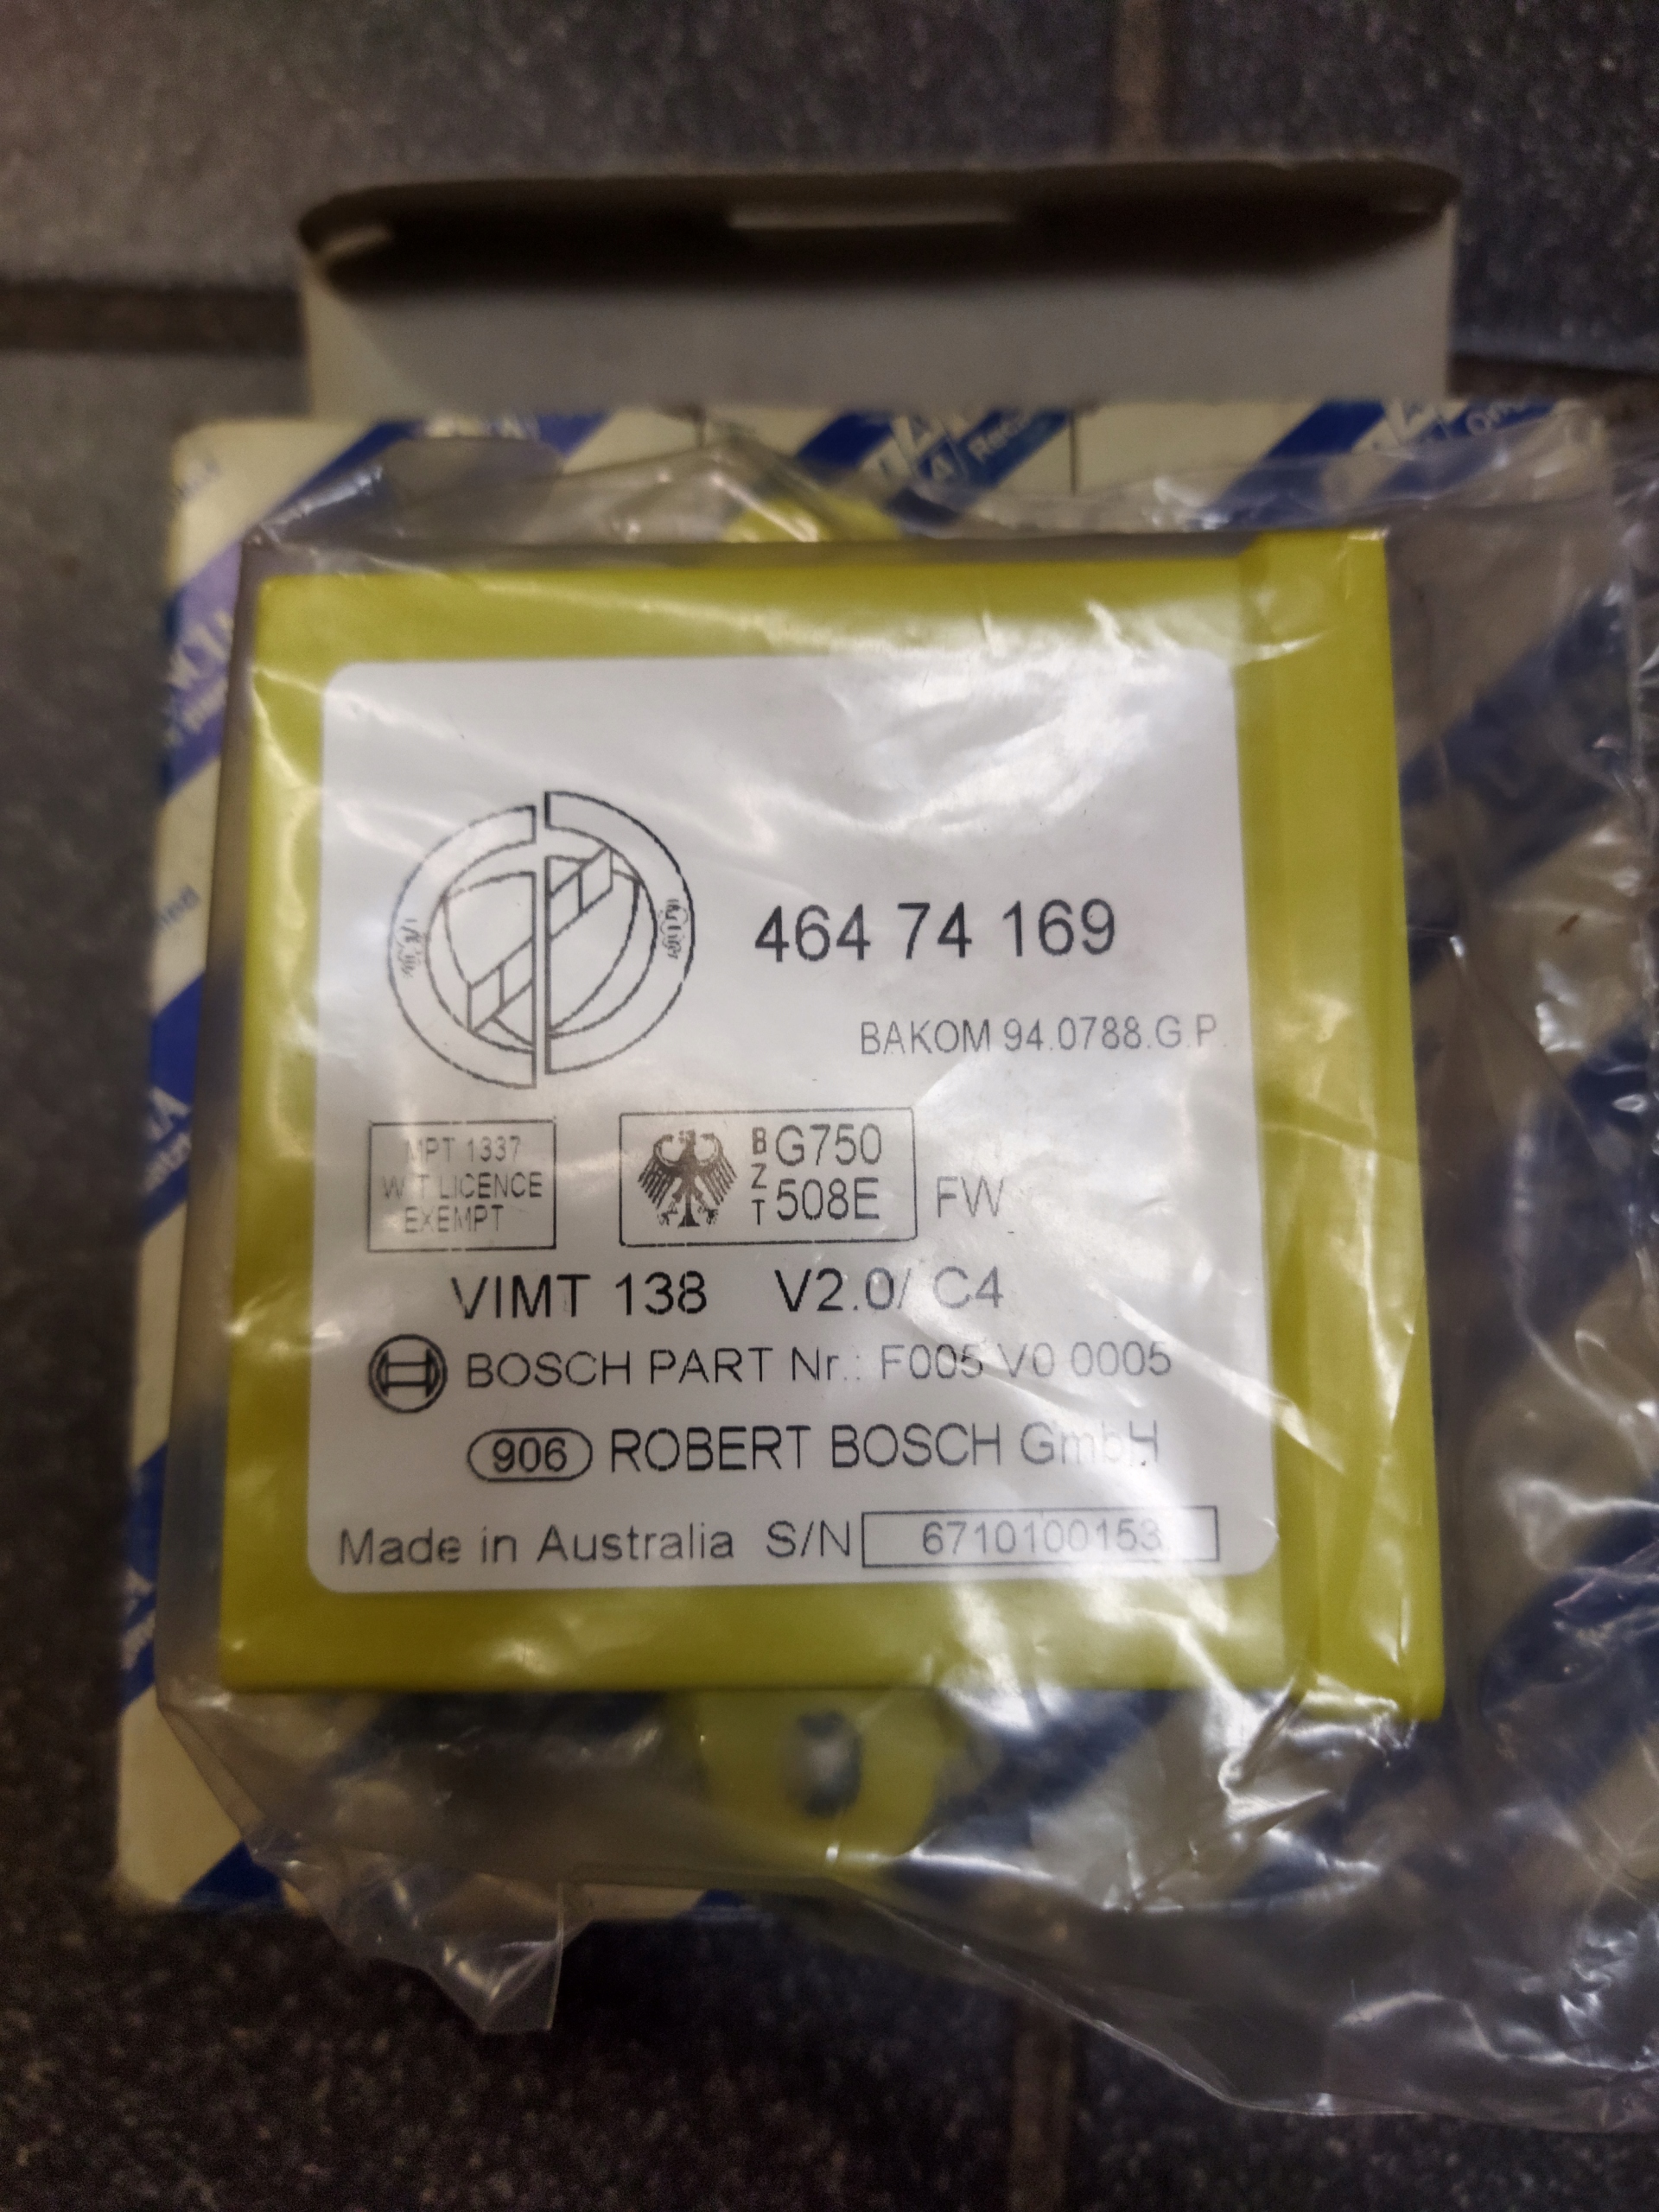 464 74 169
BAKOM 94.0788.G.P.
MPT 1337
W/T LICENCE
EXEMPT
BZT
G750
508E
FW
VIMT 138 V2.0/ C4
BOSCH PART Nr.: F005 V0 0005
906 ROBERT BOSCH GmbH
Made in Australia S/N 6710100153